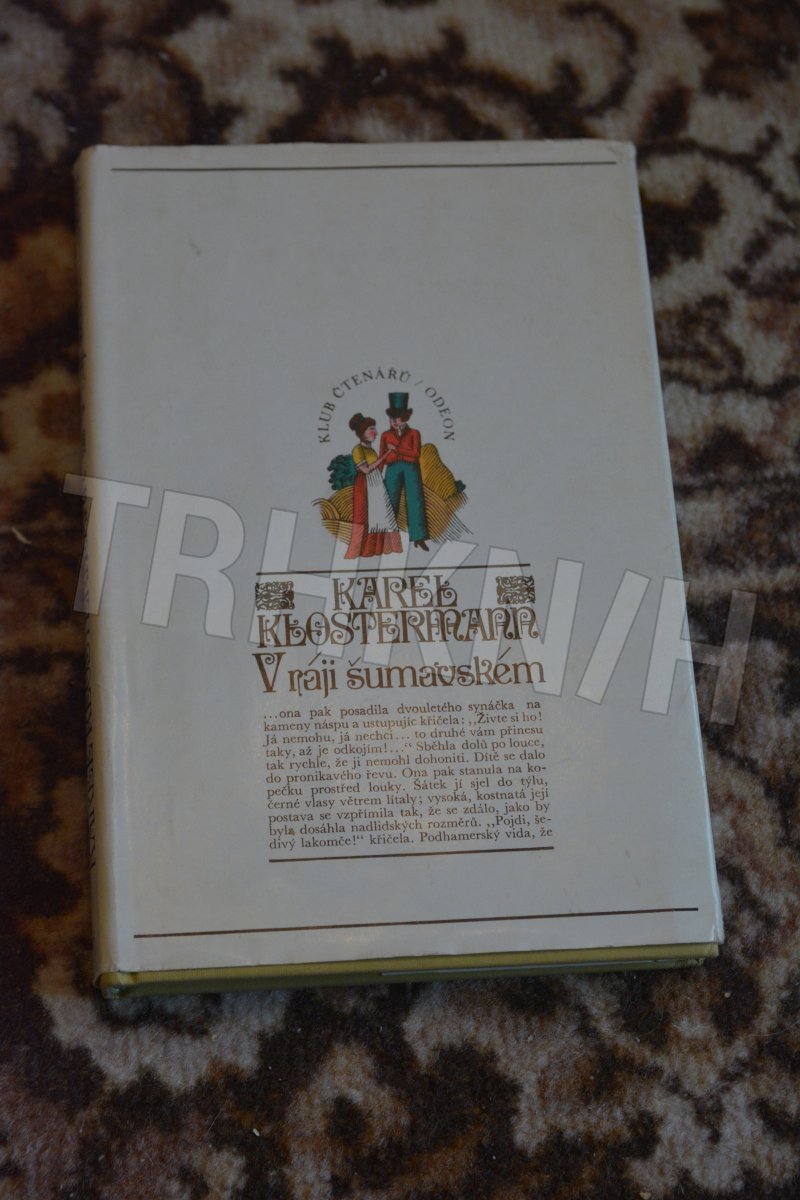 KLUB ČTENÁŘŮ / ODEON
KAREL
KLOSTERMANN
V ráji šumavském
...ona pak posadila dvouletého synáčka na
kameny náspu a ustupujíc křičela: „Živte si ho!
Já nemohu, já nechci... to druhé vám přinesu
taky, až je odkojím!...“ Sběhla dolů po louce,
tak rychle, že jí nemohl dohoniti. Dítě se dalo
do pronikavého řevu. Ona pak stanula na ko-
pečku prostřed louky. Šátek jí sjel do týlu,
černé vlasy větrem lítaly; vysoká, kostnatá její
postava se vzpřímila tak, že se zdálo, jako by
byla dosáhla nadlidských rozměrů. „Pojdi, še-
divý lakomče!“ křičela. Podhamerský vida, že
TRHKNIH